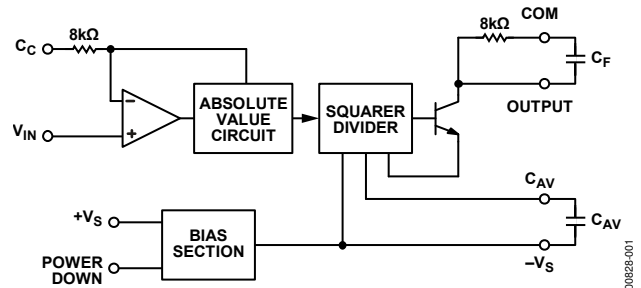 C_C 8kΩ
V_IN
−
+
ABSOLUTE
VALUE
CIRCUIT
SQUARER
DIVIDER
8kΩ
COM
C_F
OUTPUT
+V_S
POWER
DOWN
BIAS
SECTION
C_AV
C_AV
−V_S
00828-001